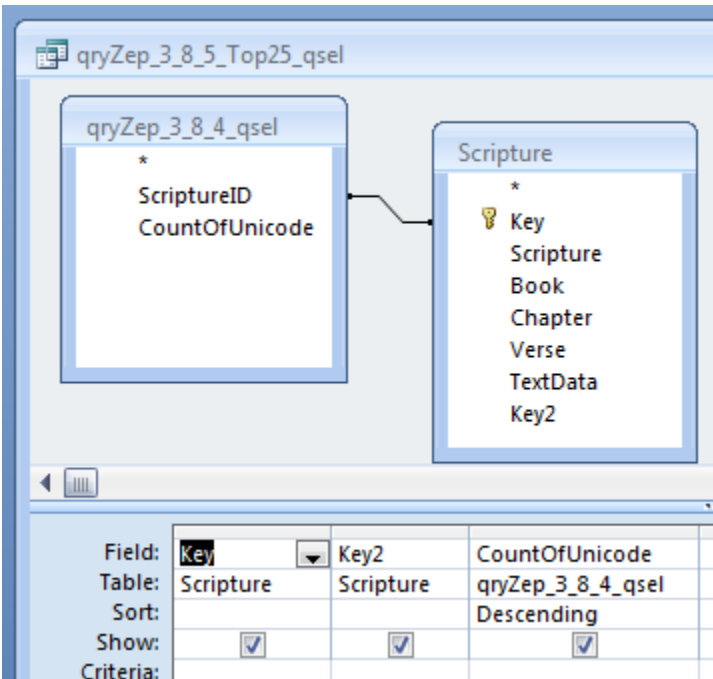 qryZep_3_8_5_Top25_qsel
qryZep_3_8_4_qsel
*
ScriptureID
CountOfUnicode
Scripture
*
Key
Scripture
Book
Chapter
Verse
TextData
Key2
Field: Key Key2 CountOfUnicode
Table: Scripture Scripture qryZep_3_8_4_qsel
Sort: Descending
Show:
Criteria: